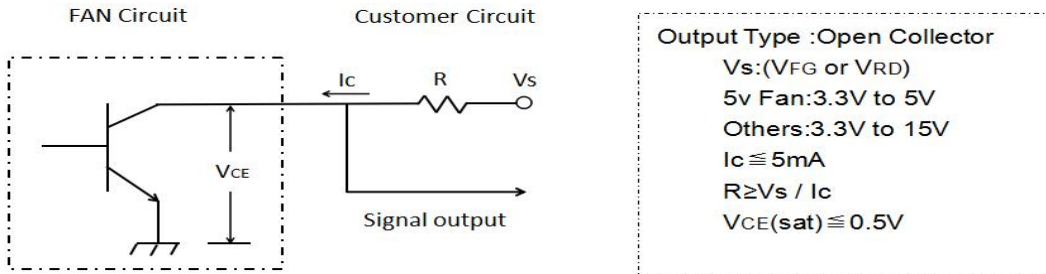 FAN Circuit
Customer Circuit
Ic
R
Vs
VCE
Signal output
Output Type :Open Collector
Vs:(VFG or VRD)
5v Fan:3.3V to 5V
Others:3.3V to 15V
Ic≦5mA
R≥Vs / Ic
VCE(sat)≦0.5V